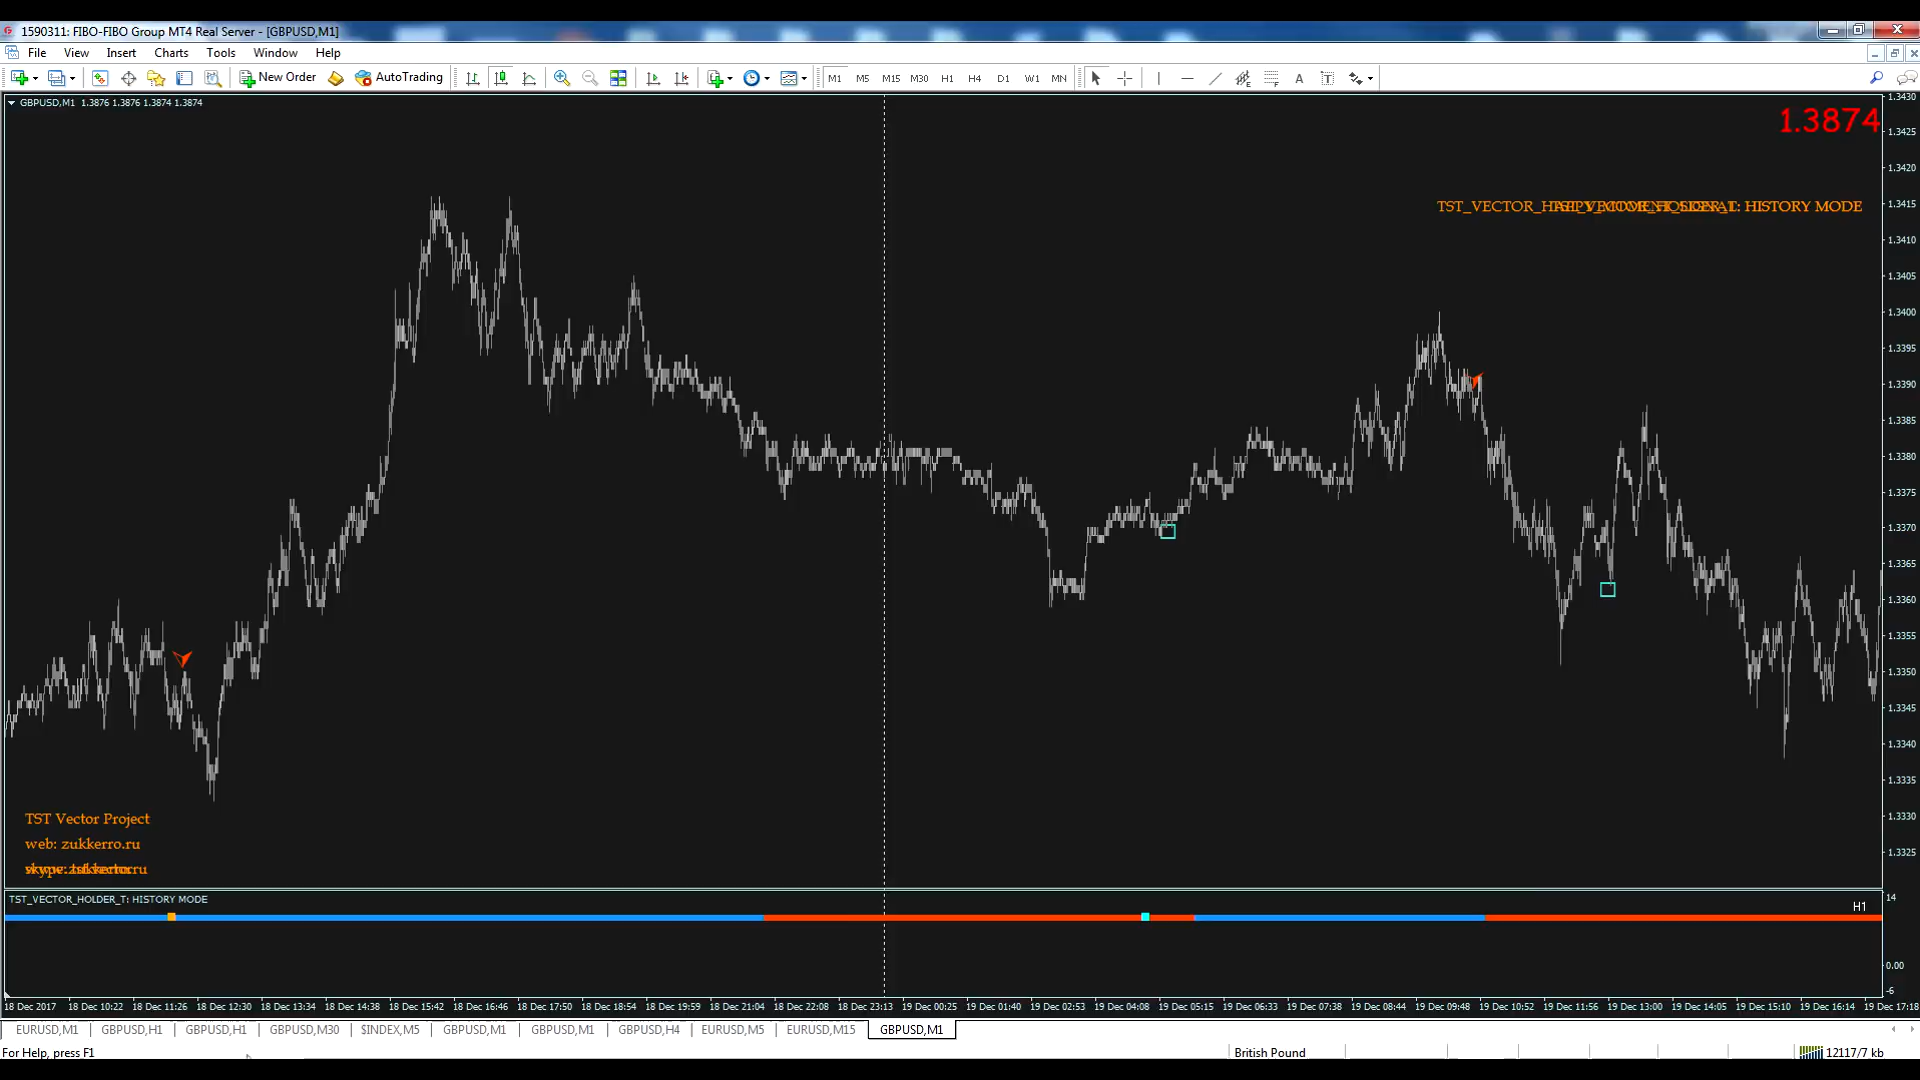 1590311: FIBO-FIBO Group MT4 Real Server - [GBPUSD,M1]
File View Insert Charts Tools Window Help
New Order AutoTrading M1 M5 M15 M30 H1 H4 D1 W1 MN A T
GBPUSD,M1 1.3876 1.3876 1.3874 1.3874
1.3874
1.3430
1.3425
1.3420
1.3415
1.3410
1.3405
1.3400
1.3395
1.3390
1.3385
1.3380
1.3375
1.3370
1.3365
1.3360
1.3355
1.3350
1.3345
1.3340
1.3335
1.3330
1.3325
HISTORY MODE
TST Vector Project
web: zukkerro.ru
TST_VECTOR_HOLDER_T: HISTORY MODE
14
H1
0.00
-6
18 Dec 2017 18 Dec 10:22 18 Dec 11:26 18 Dec 12:30 18 Dec 13:34 18 Dec 14:38 18 Dec 15:42 18 Dec 16:46 18 Dec 17:50 18 Dec 18:54 18 Dec 19:59 18 Dec 21:04 18 Dec 22:08 18 Dec 23:13 19 Dec 00:25 19 Dec 01:40 19 Dec 02:53 19 Dec 04:08 19 Dec 05:15 19 Dec 06:33 19 Dec 07:38 19 Dec 08:44 19 Dec 09:48 19 Dec 10:52 19 Dec 11:56 19 Dec 13:00 19 Dec 14:05 19 Dec 15:10 19 Dec 16:14 19 Dec 17:18
EURUSD,M1 GBPUSD,H1 GBPUSD,H1 GBPUSD,M30 $INDEX,M5 GBPUSD,M1 GBPUSD,M1 GBPUSD,H4 EURUSD,M5 EURUSD,M15 GBPUSD,M1
For Help, press F1 British Pound 12117/7 kb